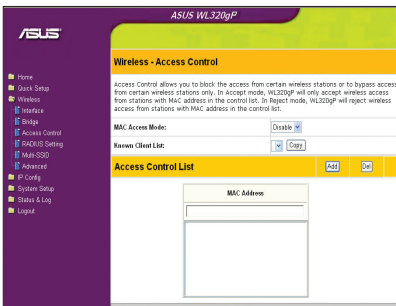 ASUS WL320gP
ASUS
Home
Quick Setup
Wireless
Interface
Bridge
Access Control
RADIUS Setting
Multi-SSID
Advanced
IP Config
System Setup
Status & Log
Logout
Wireless - Access Control
Access Control allows you to block the access from certain wireless stations or to bypass access
from certain wireless stations only. In Accept mode, WL320gP will only accept wireless access
from stations with MAC address in the control list. In Reject mode, WL320gP will reject wireless
access from stations with MAC address in the control list.
MAC Access Mode: Disable
Known Client List: Copy
Access Control List Add Del
MAC Address